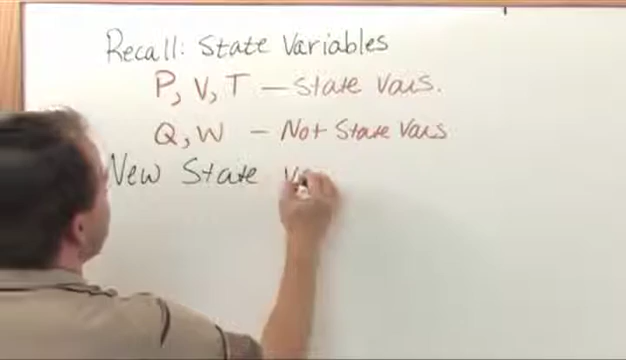 Recall: State Variables
P, V, T — State Vars.
Q, W — Not State Vars
New State